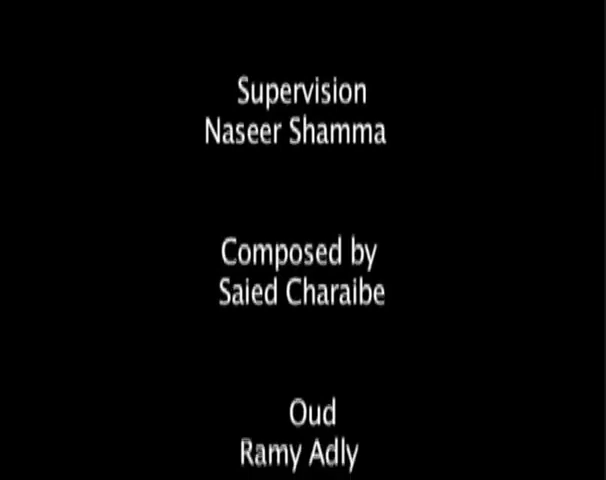 Supervision
Naseer Shamma
Composed by
Saied Charaibe
Oud
Ramy Adly